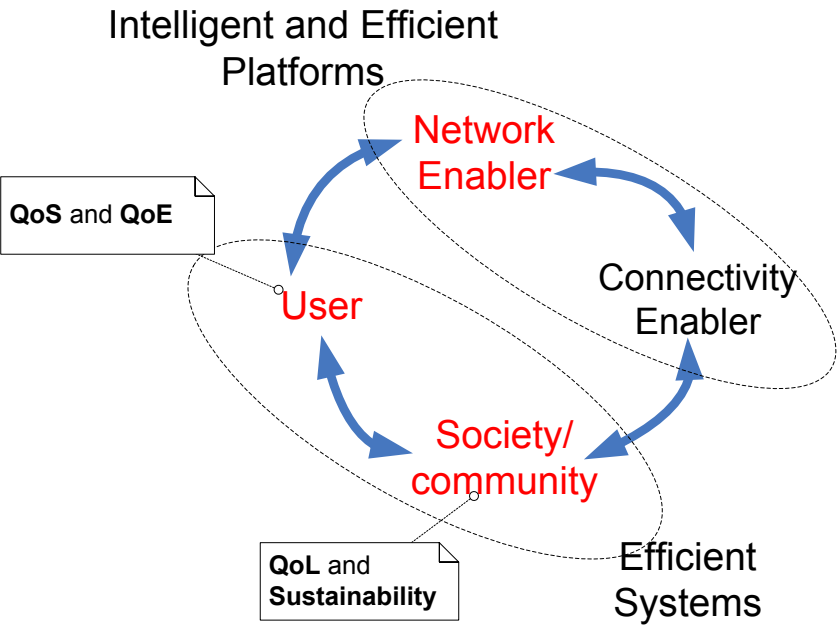 Intelligent and Efficient
Platforms
Network
Enabler
QoS and QoE
Connectivity
Enabler
User
Society/
community
QoL and
Sustainability
Efficient
Systems